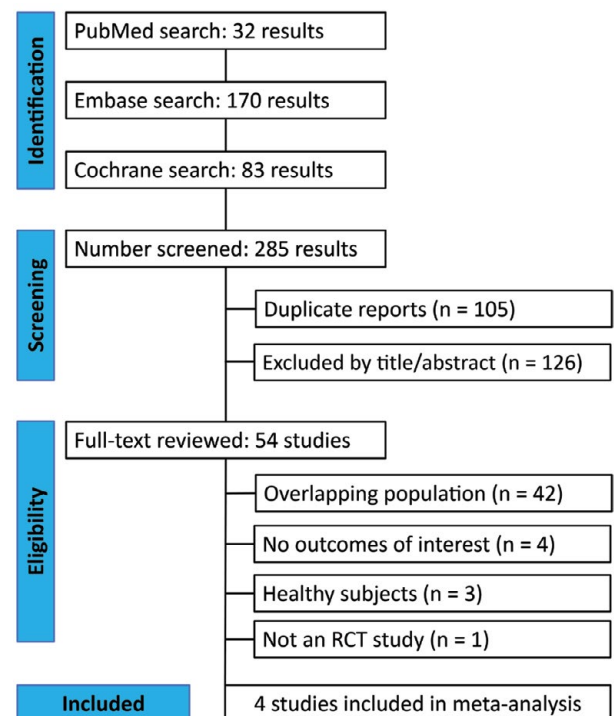 Identification
PubMed search: 32 results
Embase search: 170 results
Cochrane search: 83 results
Screening
Number screened: 285 results
Duplicate reports (n = 105)
Excluded by title/abstract (n = 126)
Eligibility
Full-text reviewed: 54 studies
Overlapping population (n = 42)
No outcomes of interest (n = 4)
Healthy subjects (n = 3)
Not an RCT study (n = 1)
Included
4 studies included in meta-analysis